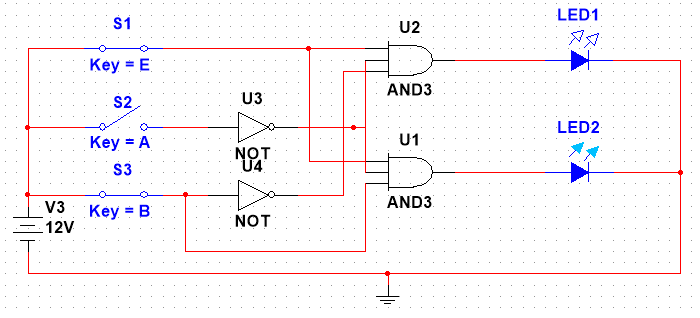 S1
Key = E
S2
Key = A
S3
Key = B
V3
12V
U3
NOT
U4
NOT
U2
AND3
U1
AND3
LED1
LED2